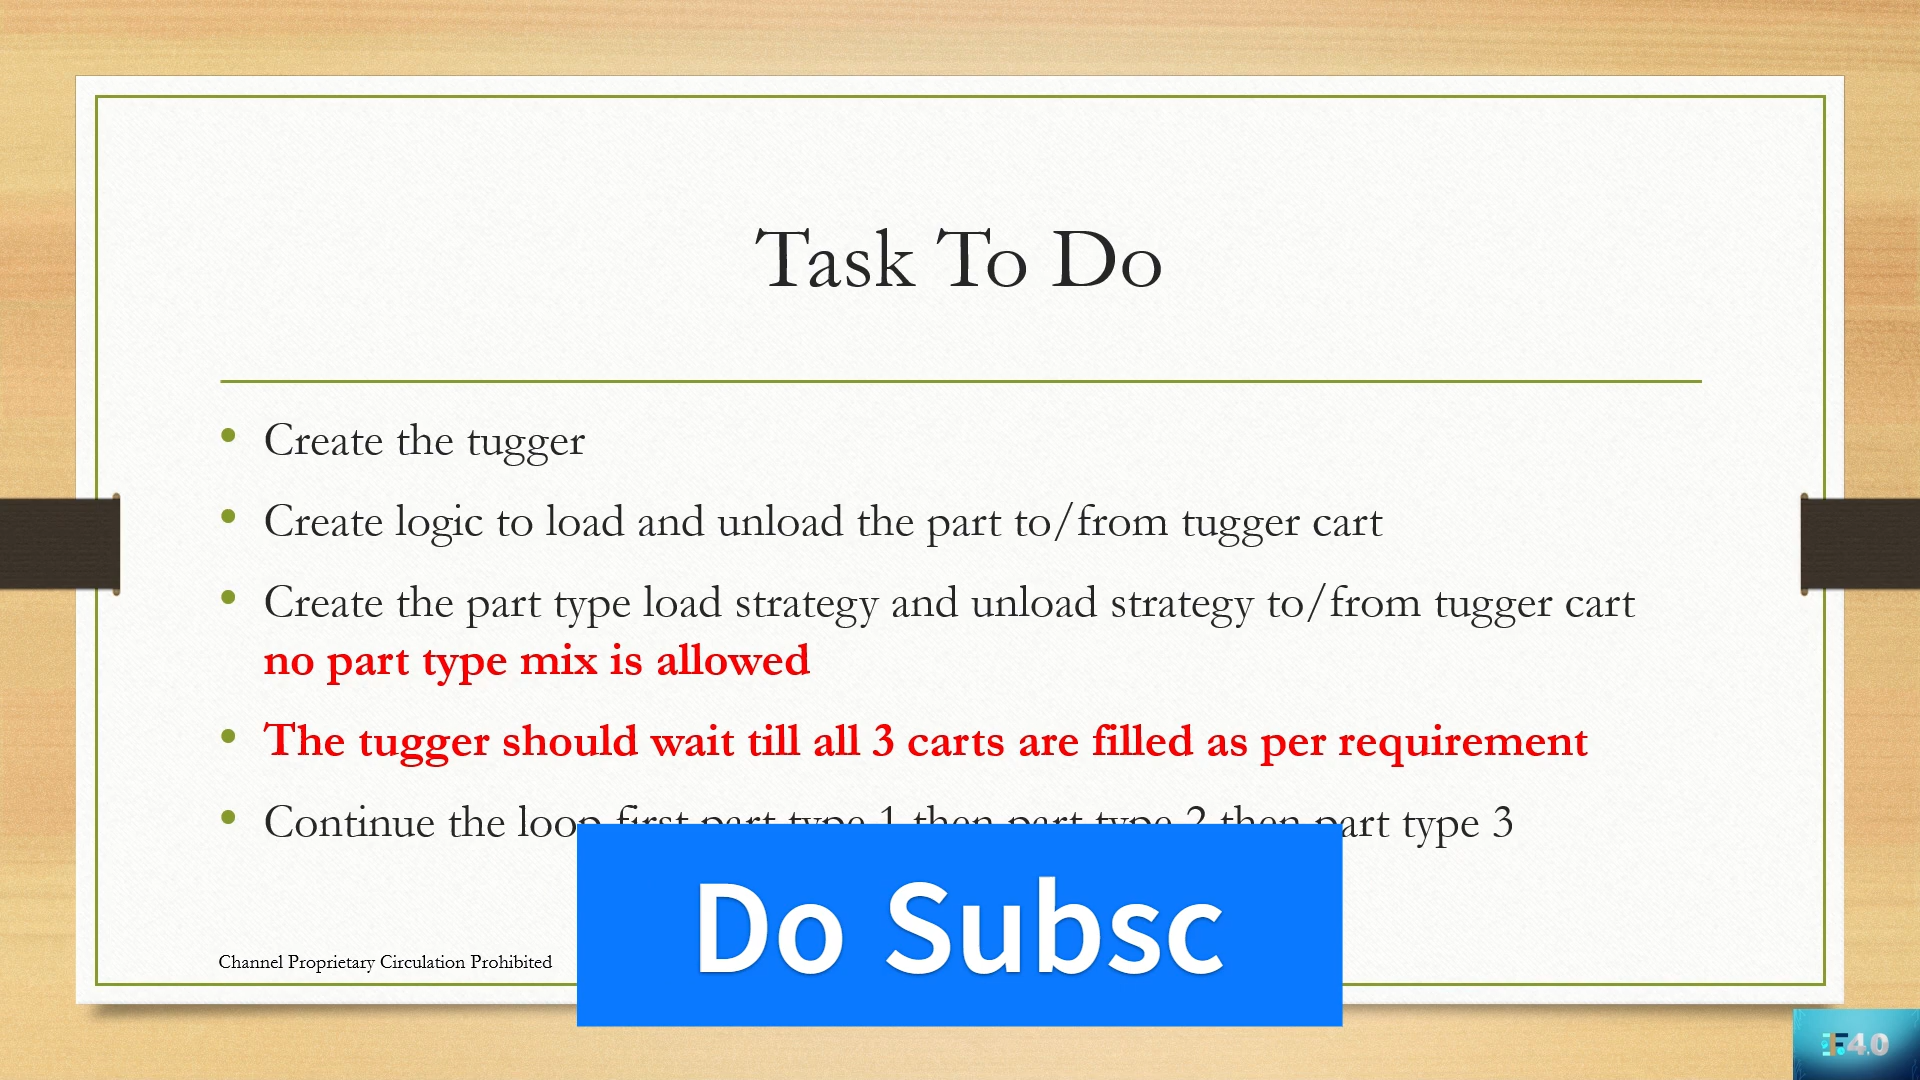 Task To Do
• Create the tugger
• Create logic to load and unload the part to/from tugger cart
• Create the part type load strategy and unload strategy to/from tugger cart
no part type mix is allowed
• The tugger should wait till all 3 carts are filled as per requirement
• Continue the loop first part type 1 then part type 2 then part type 3
Do Subsc
Channel Proprietary Circulation Prohibited
F4.0